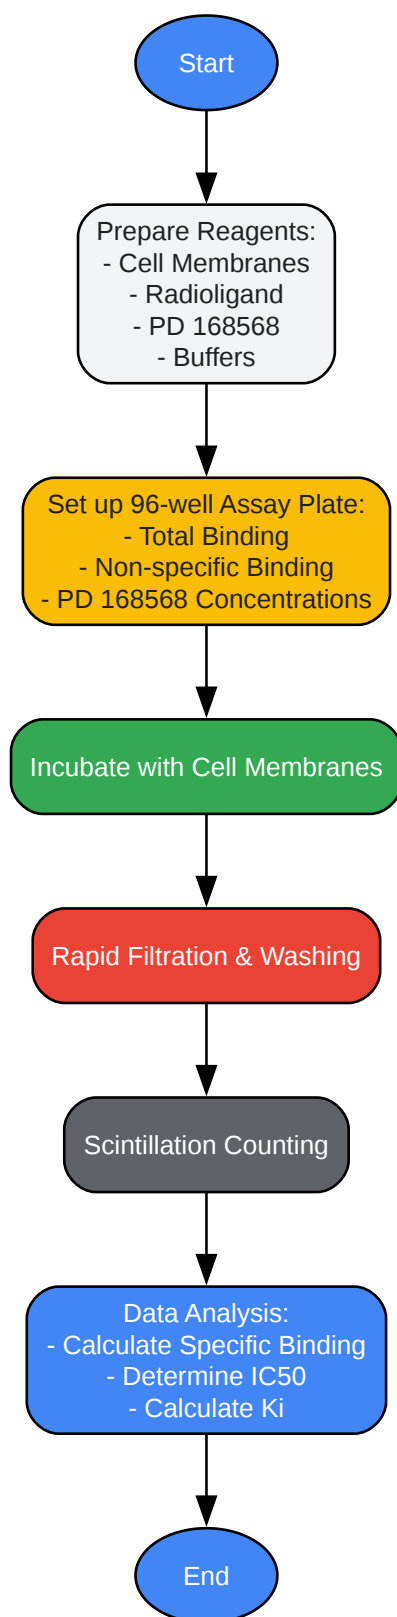 Start
Prepare Reagents:
- Cell Membranes
- Radioligand
- PD 168568
- Buffers
Set up 96-well Assay Plate:
- Total Binding
- Non-specific Binding
- PD 168568 Concentrations
Incubate with Cell Membranes
Rapid Filtration & Washing
Scintillation Counting
Data Analysis:
- Calculate Specific Binding
- Determine IC50
- Calculate Ki
End